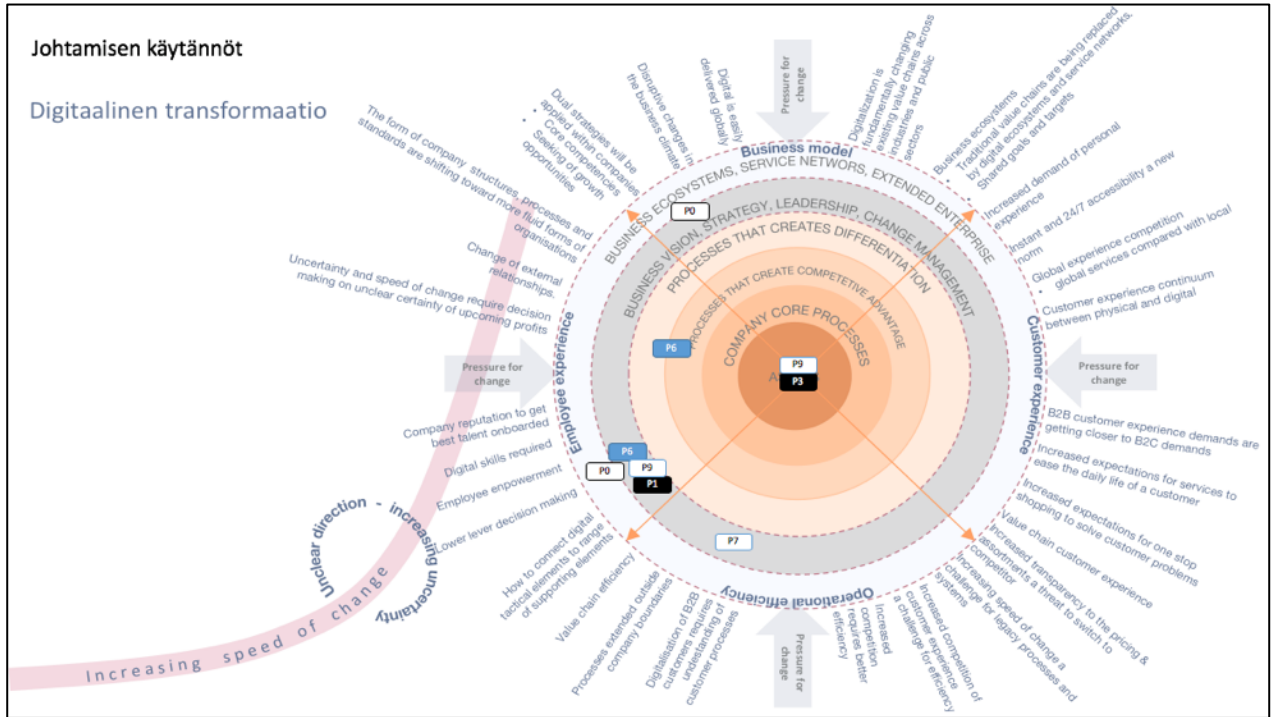 Johtamisen käytännöt
Digitaalinen transformaatio
The form of company structures, processes and
standards are shifting toward more fluid forms of
organisations
Dual strategies will be
applied within companies
• Core competencies
• Seeking of growth
opportunities
Disruptive changes in
the business climate
Digital is easily
delivered globally
Pressure for
change
Digitalization is
fundamentally changing
existing value chains across
industries and public
sectors
Business ecosystems
• Traditional value chains are being replaced
by digital ecosystems and service networks,
• Shared goals and targets
Increased demand of personal
experience
Instant and 24/7 accessibility a new
norm
Global experience competition
global services compared with local
Customer experience continuum
between physical and digital
Change of external
relationships,
Uncertainty and speed of change require decision
making on unclear certainty of upcoming profits
Business model
BUSINESS ECOSYSTEMS, SERVICE NETWORS, EXTENDED ENTERPRISE
BUSINESS VISION, STRATEGY, LEADERSHIP, CHANGE MANAGEMENT
PROCESSES THAT CREATES DIFFERENTIATION
PROCESSES THAT CREATE COMPETETIVE ADVANTAGE
COMPANY CORE PROCESSES
P0
P6
P9
P3
Pressure for
change
Employee experience
Customer experience
Pressure for
change
Company reputation to get
best talent onboarded
Digital skills required
Employee enpowerment
Lower lever decision making
P6
P0
P9
P1
P7
B2B customer experience demands are
getting closer to B2C demands
Increased expectations for services to
ease the daily life of a customer
Increased expectations for one stop
shopping to solve customer problems
Value chain customer experience
Increased transparency to the pricing &
assortments a threat to switch to
competitor
Increasing speed of change a
challenge for legacy processes and
systems
Increased competition of
customer experience
a challenge for efficiency
Increased
competition
requires better
efficiency
Operational efficiency
Pressure for
change
How to connect digital
tactical elements to range
of supporting elements
Value chain efficiency
Processes extended outside
company boundaries
Digitalisation of B2B
customers requires
understanding of
customer processes
Unclear direction - increasing uncertainty
Increasing speed of change